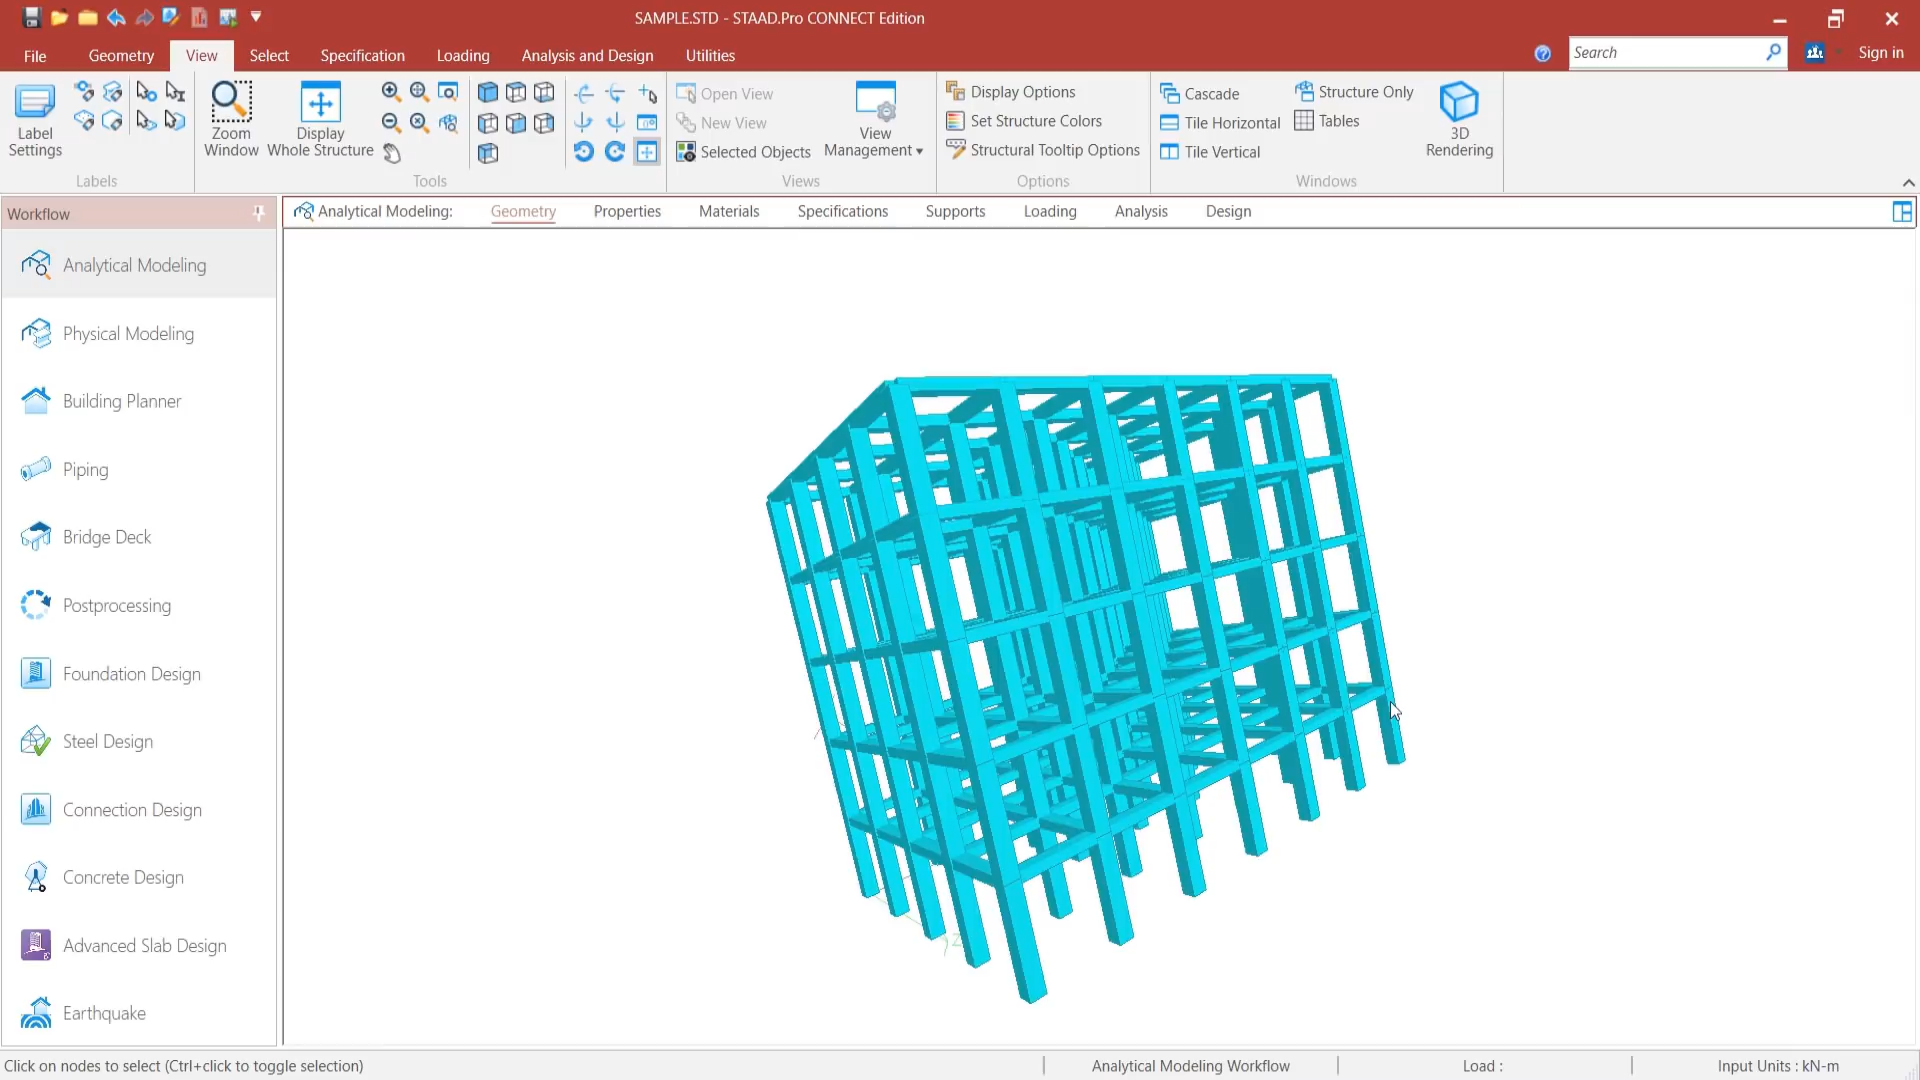 SAMPLE.STD - STAAD.Pro CONNECT Edition
File Geometry View Select Specification Loading Analysis and Design Utilities Search Sign in
Label Settings
Zoom Window
Display Whole Structure
Open View
New View
Selected Objects
View Management
Display Options
Set Structure Colors
Structural Tooltip Options
Cascade
Tile Horizontal
Tile Vertical
Structure Only
Tables
3D Rendering
Labels Tools Views Options Windows
Workflow
Analytical Modeling: Geometry Properties Materials Specifications Supports Loading Analysis Design
Analytical Modeling
Physical Modeling
Building Planner
Piping
Bridge Deck
Postprocessing
Foundation Design
Steel Design
Connection Design
Concrete Design
Advanced Slab Design
Earthquake
Z
Click on nodes to select (Ctrl+click to toggle selection) Analytical Modeling Workflow Load : Input Units : kN-m